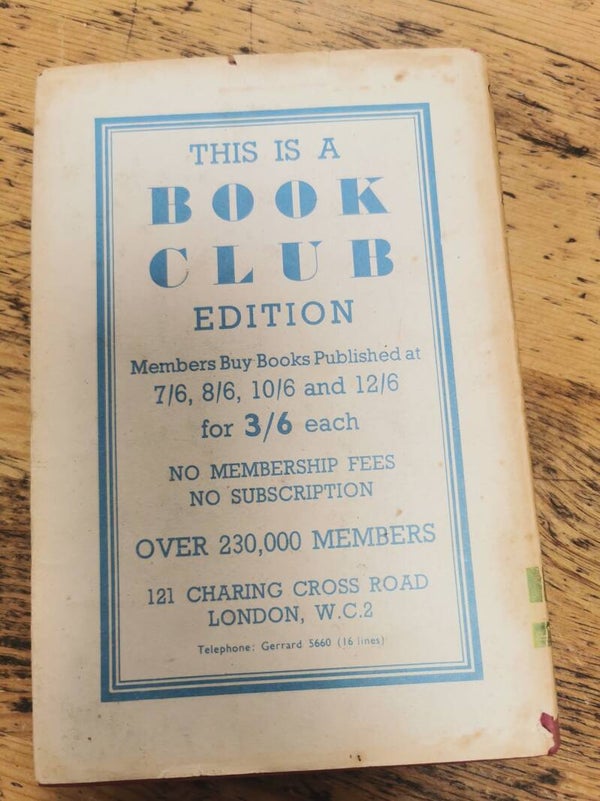 THIS IS A
BOOK
CLUB
EDITION
Members Buy Books Published at
7/6, 8/6, 10/6 and 12/6
for 3/6 each
NO MEMBERSHIP FEES
NO SUBSCRIPTION
OVER 230,000 MEMBERS
121 CHARING CROSS ROAD
LONDON, W.C.2
Telephone: Gerrard 5660 (16 lines)